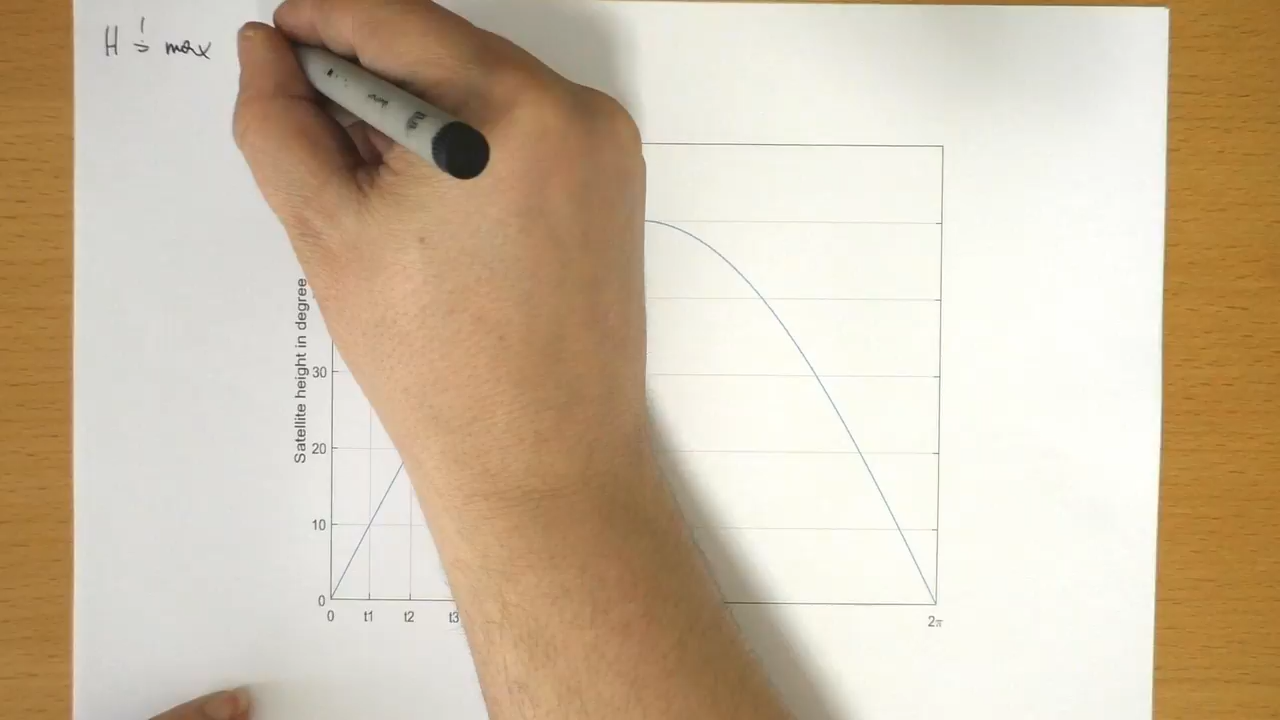 H != max
Satellite height in degree
30
20
10
0
0 t1 t2 t3 2π